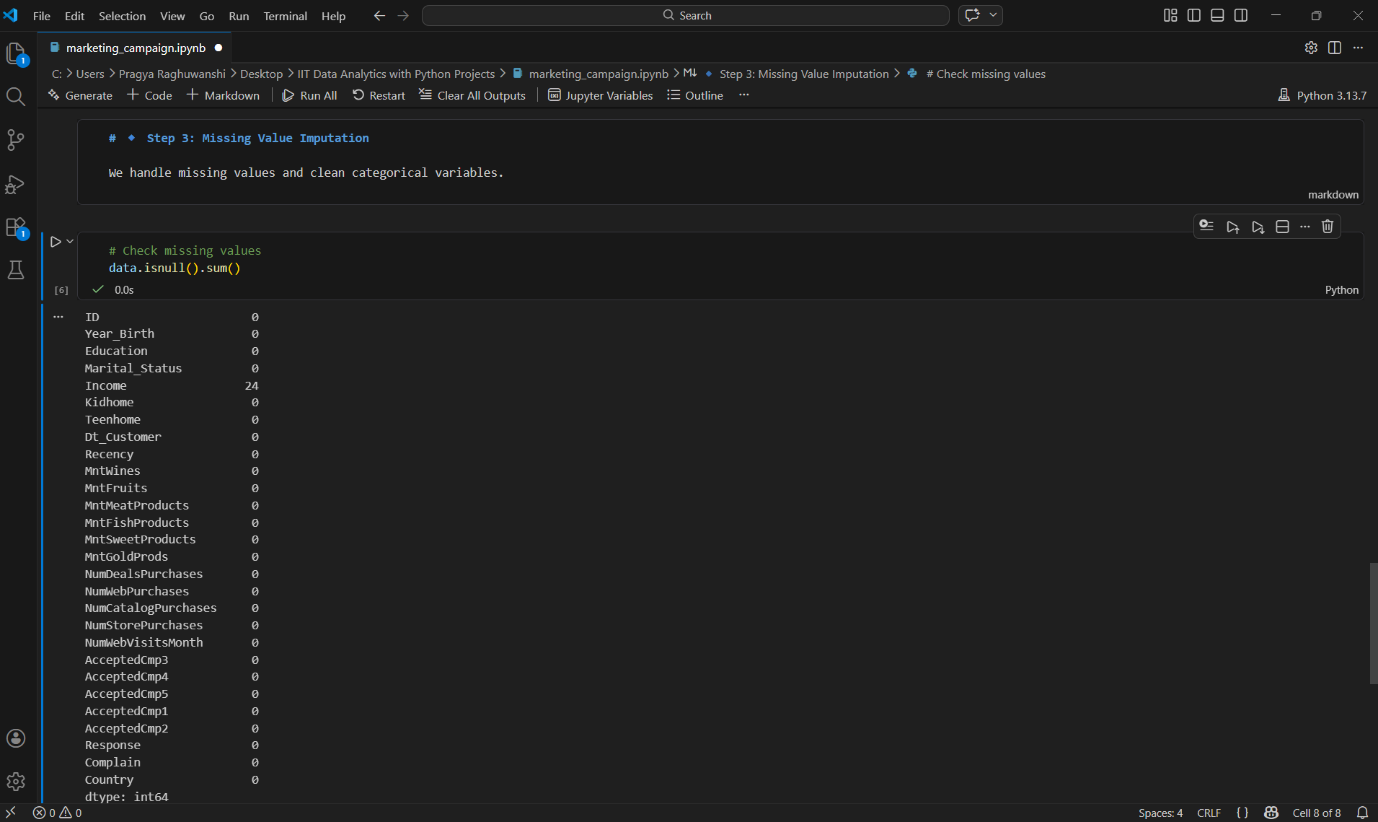 File Edit Selection View Go Run Terminal Help Search
marketing_campaign.ipynb
C: > Users > Pragya Raghuwanshi > Desktop > IIT Data Analytics with Python Projects > marketing_campaign.ipynb > M↓ Step 3: Missing Value Imputation > # Check missing values
Generate + Code + Markdown Run All Restart Clear All Outputs Jupyter Variables Outline ... Python 3.13.7
# 🔹 Step 3: Missing Value Imputation
We handle missing values and clean categorical variables.
markdown
# Check missing values
data.isnull().sum()
[6] ✓ 0.0s Python
ID 0
Year_Birth 0
Education 0
Marital_Status 0
Income 24
Kidhome 0
Teenhome 0
Dt_Customer 0
Recency 0
MntWines 0
MntFruits 0
MntMeatProducts 0
MntFishProducts 0
MntSweetProducts 0
MntGoldProds 0
NumDealsPurchases 0
NumWebPurchases 0
NumCatalogPurchases 0
NumStorePurchases 0
NumWebVisitsMonth 0
AcceptedCmp3 0
AcceptedCmp4 0
AcceptedCmp5 0
AcceptedCmp1 0
AcceptedCmp2 0
Response 0
Complain 0
Country 0
dtype: int64
0 0 Spaces: 4 CRLF { } Cell 8 of 8
1
1